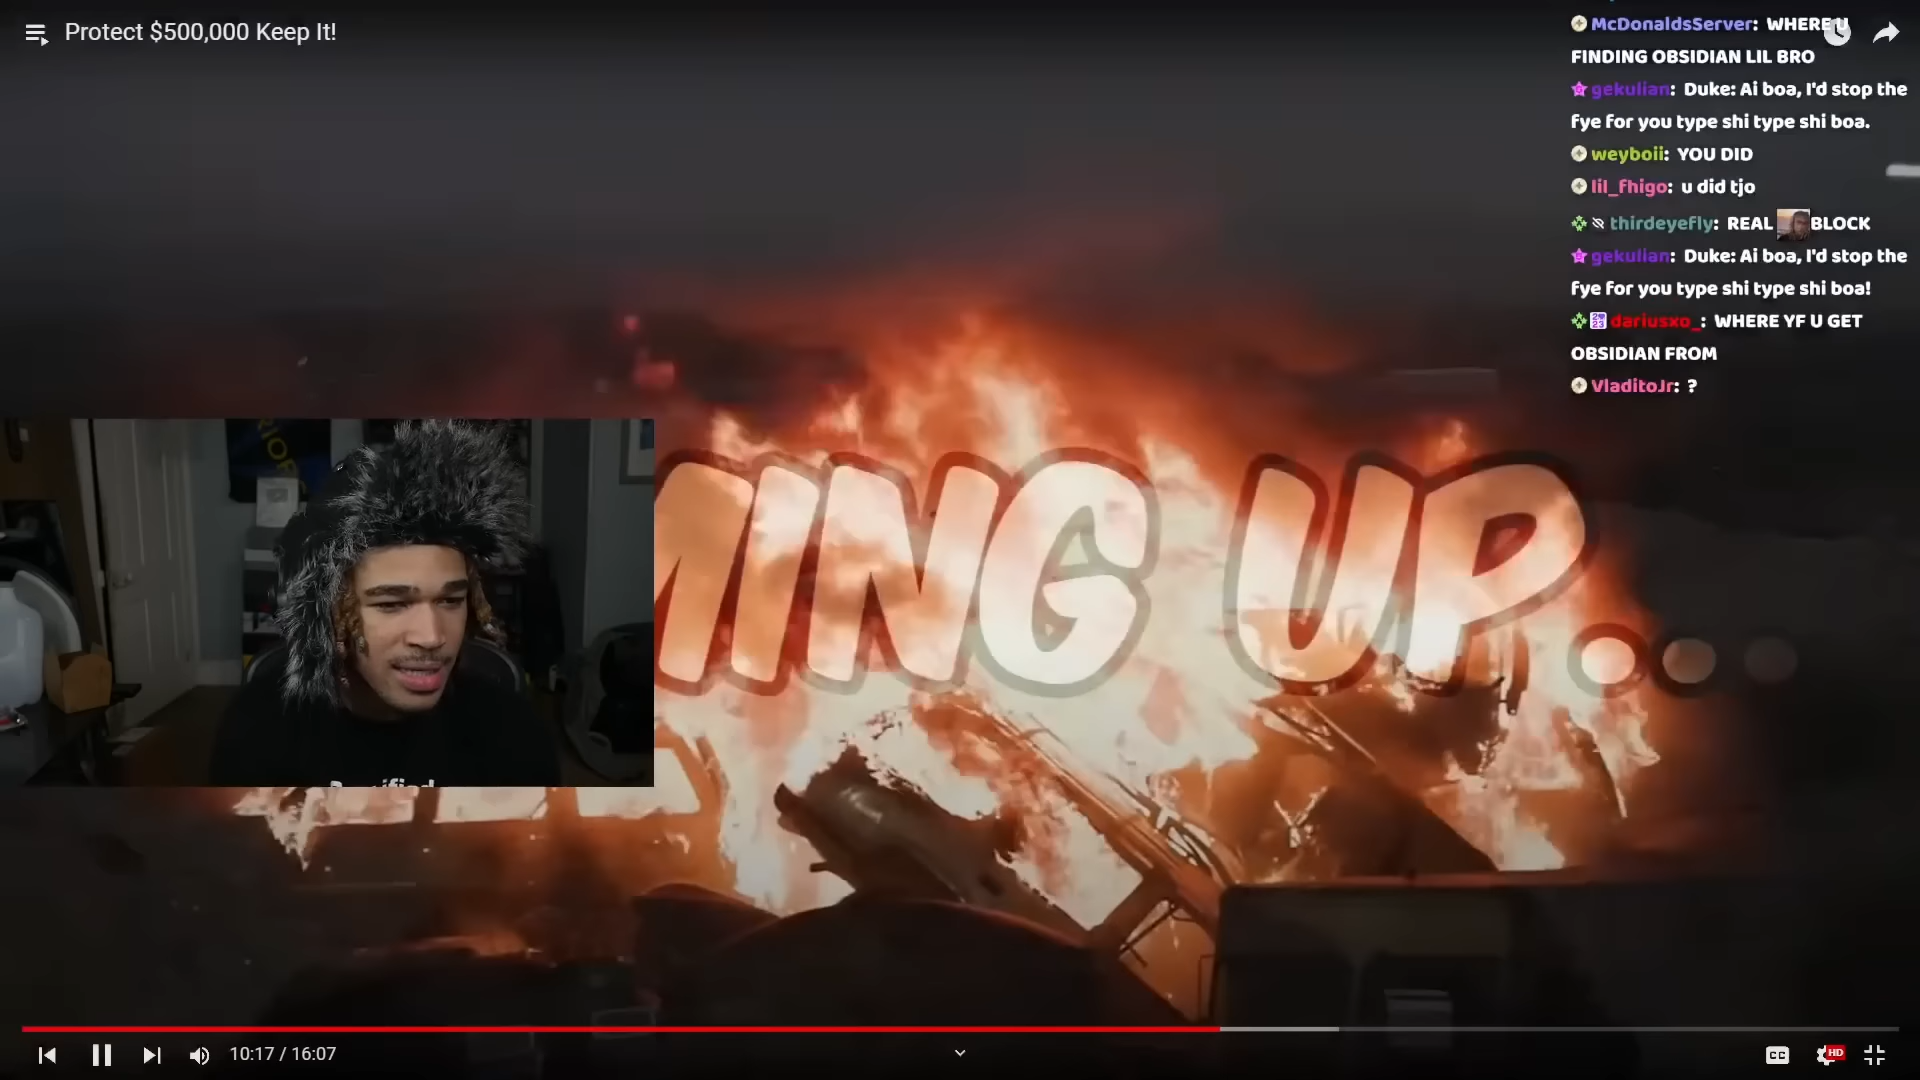 Protect $500,000 Keep It!
McDonaldsServer: WHERE U
FINDING OBSIDIAN LIL BRO
gekulian: Duke: Ai boa, I'd stop the
fye for you type shi type shi boa.
weyboii: YOU DID
lil_fhigo: u did tjo
thirdeyefly: REAL BLOCK
gekulian: Duke: Ai boa, I'd stop the
fye for you type shi type shi boa!
dariusxo_: WHERE YF U GET
OBSIDIAN FROM
VladitoJr: ?
MING UP...
10:17 / 16:07
CC
HD